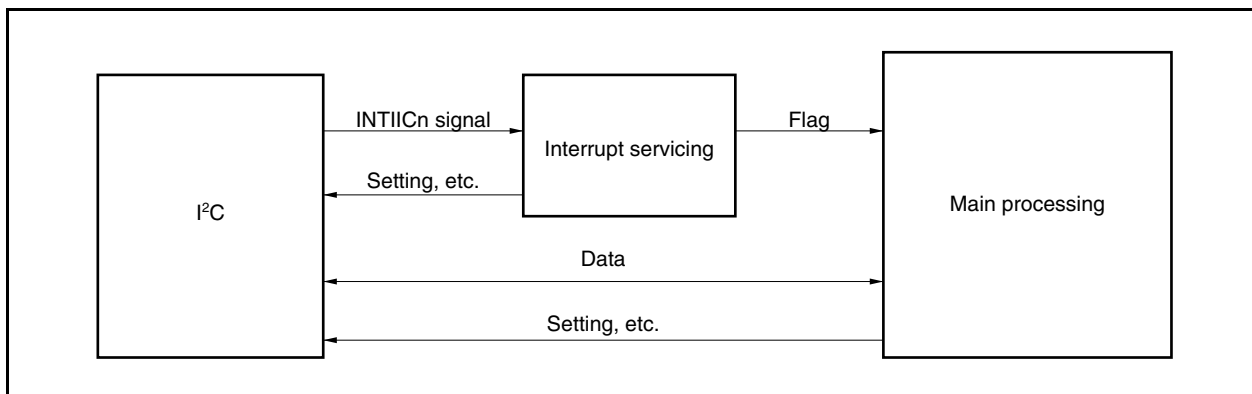 INTIICn signal
Flag
Interrupt servicing
Setting, etc.
I²C
Main processing
Data
Setting, etc.